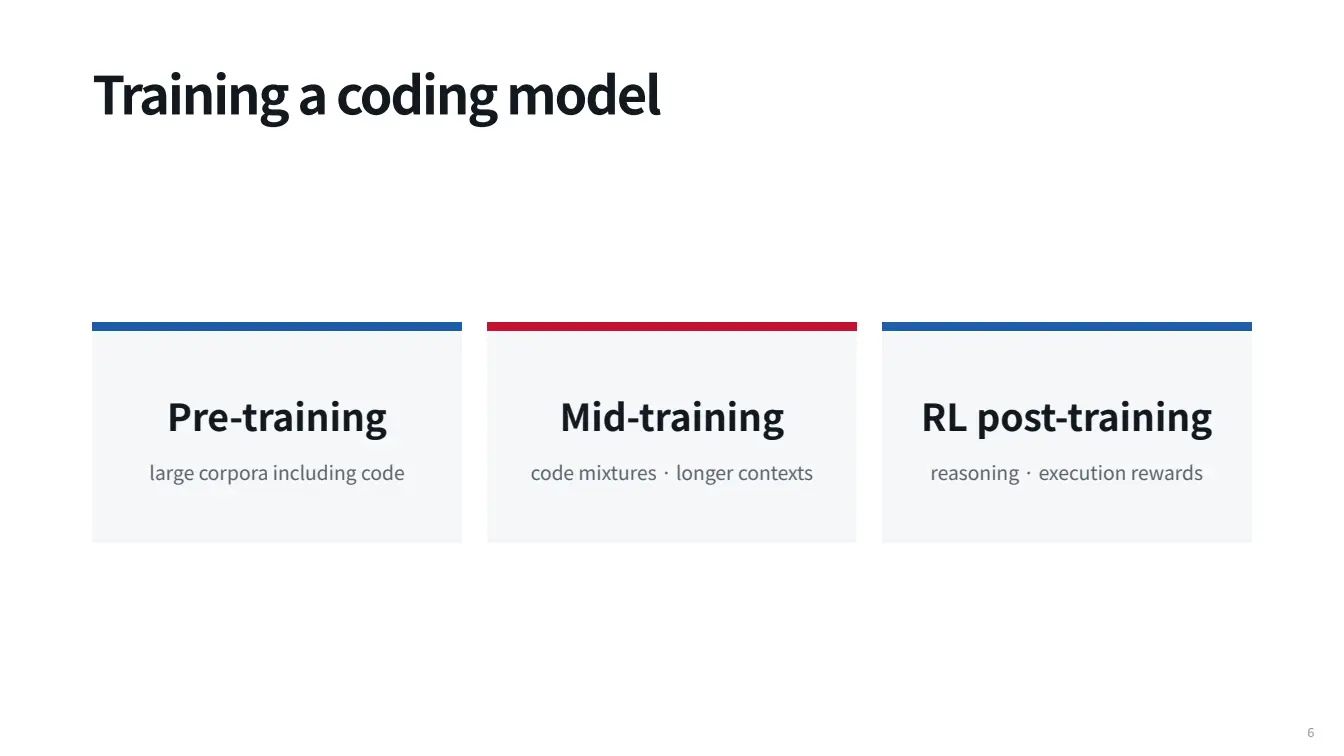 Training a coding model
Pre-training
large corpora including code
Mid-training
code mixtures · longer contexts
RL post-training
reasoning · execution rewards
6